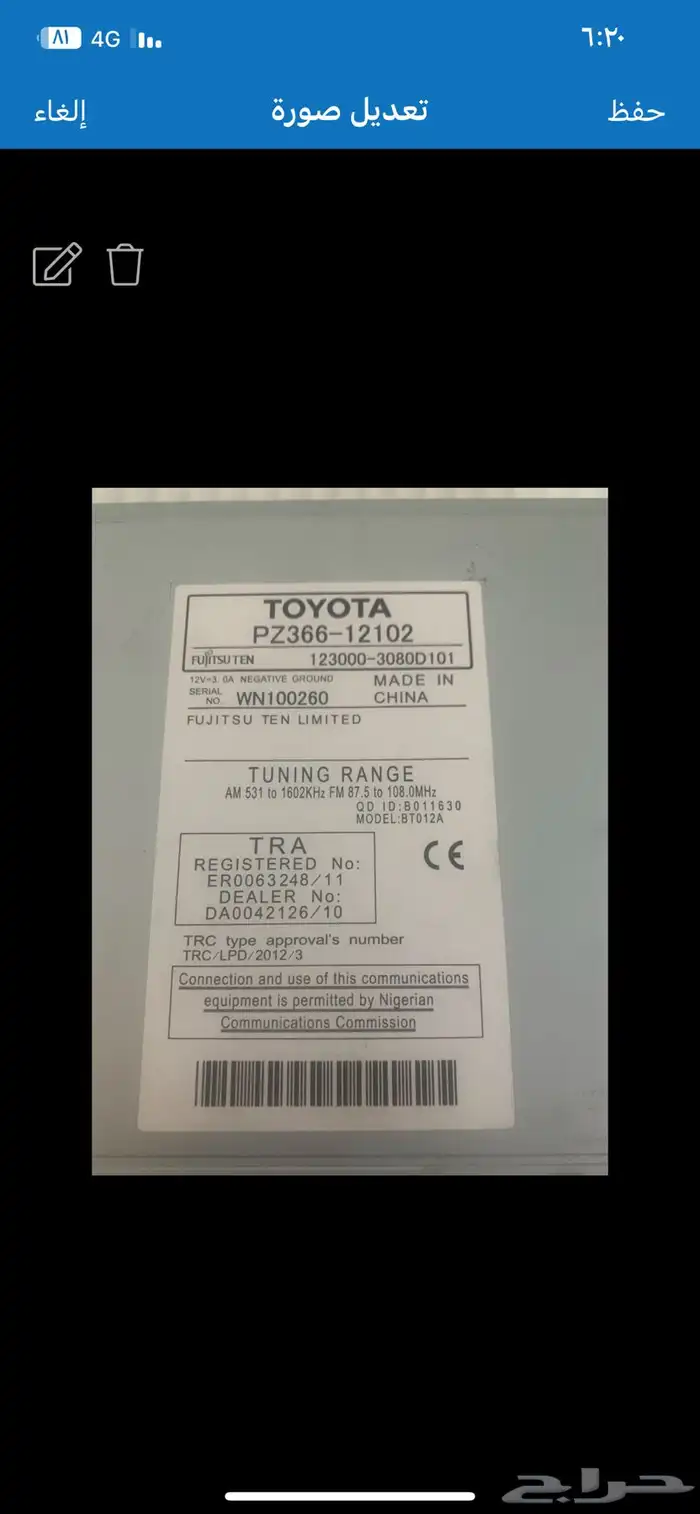 ٨١ 4G ٦:٢٠
إلغاء تعديل صورة حفظ
TOYOTA
PZ366-12102
FUJITSU TEN 123000-3080D101
12V=3.0A NEGATIVE GROUND MADE IN
SERIAL NO. WN100260 CHINA
FUJITSU TEN LIMITED
TUNING RANGE
AM 531 to 1602KHz FM 87.5 to 108.0MHz
QD ID:B011630
MODEL:BT012A
TRA
REGISTERED No:
ER0063248/11
DEALER No:
DA0042126/10
CE
TRC type approval's number
TRC/LPD/2012/3
Connection and use of this communications
equipment is permitted by Nigerian
Communications Commission
حراج